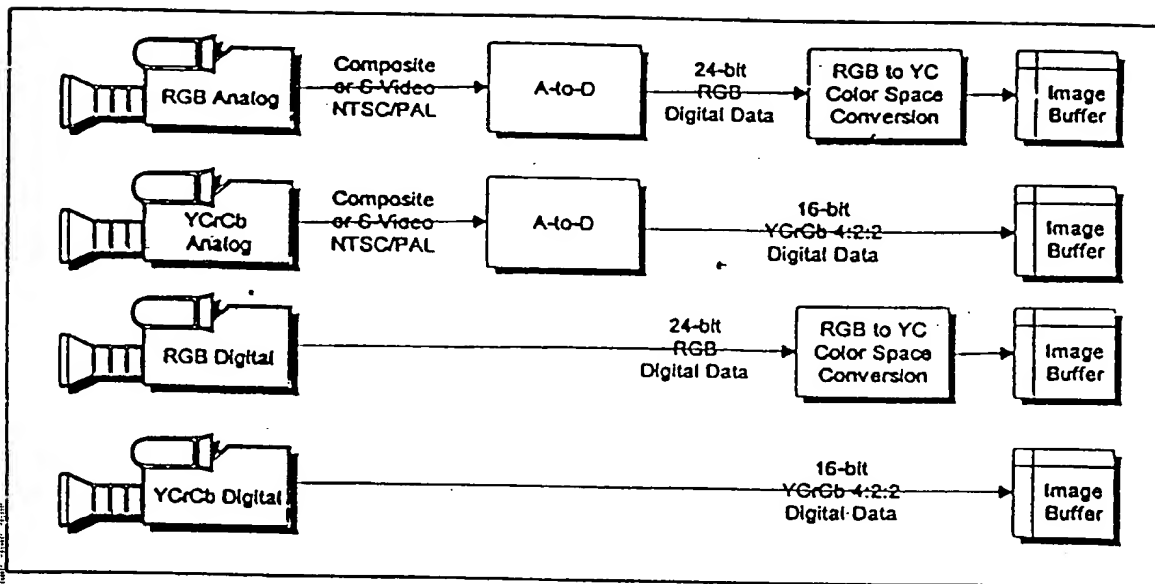 RGB Analog
Composite
or S-Video
NTSC/PAL
A-to-D
24-bit
RGB
Digital Data
RGB to YC
Color Space
Conversion
Image
Buffer
YCrCb
Analog
Composite
or S-Video
NTSC/PAL
A-to-D
16-bit
YCrCb 4:2:2
Digital Data
Image
Buffer
RGB Digital
24-bit
RGB
Digital Data
RGB to YC
Color Space
Conversion
Image
Buffer
YCrCb Digital
16-bit
YCrCb 4:2:2
Digital Data
Image
Buffer